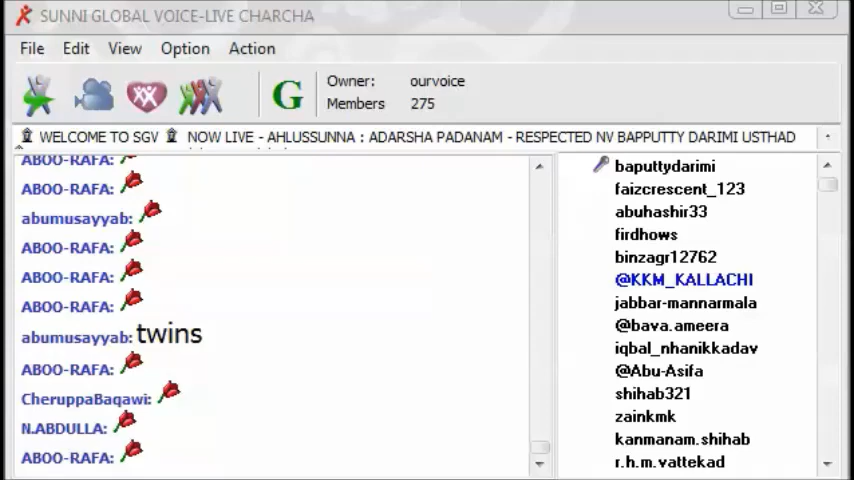 SUNNI GLOBAL VOICE-LIVE CHARCHA
File Edit View Option Action
G Owner: ourvoice
Members 275
WELCOME TO SGV NOW LIVE - AHLUSSUNNA : ADARSHA PADANAM - RESPECTED NV BAPPUTTY DARIMI USTHAD
ABOO-RAFA:
ABOO-RAFA:
abumusayyab:
ABOO-RAFA:
ABOO-RAFA:
ABOO-RAFA:
abumusayyab: twins
ABOO-RAFA:
CheruppaBaqawi:
N.ABDULLA:
ABOO-RAFA:
baputtydarimi
faizcrescent_123
abuhashir33
firdhows
binzagr12762
@KKM_KALLACHI
jabbar-mannarmala
@bava.ameera
iqbal_nhanikkadav
@Abu-Asifa
shihab321
zainkmk
kanmanam.shihab
r.h.m.vattekad